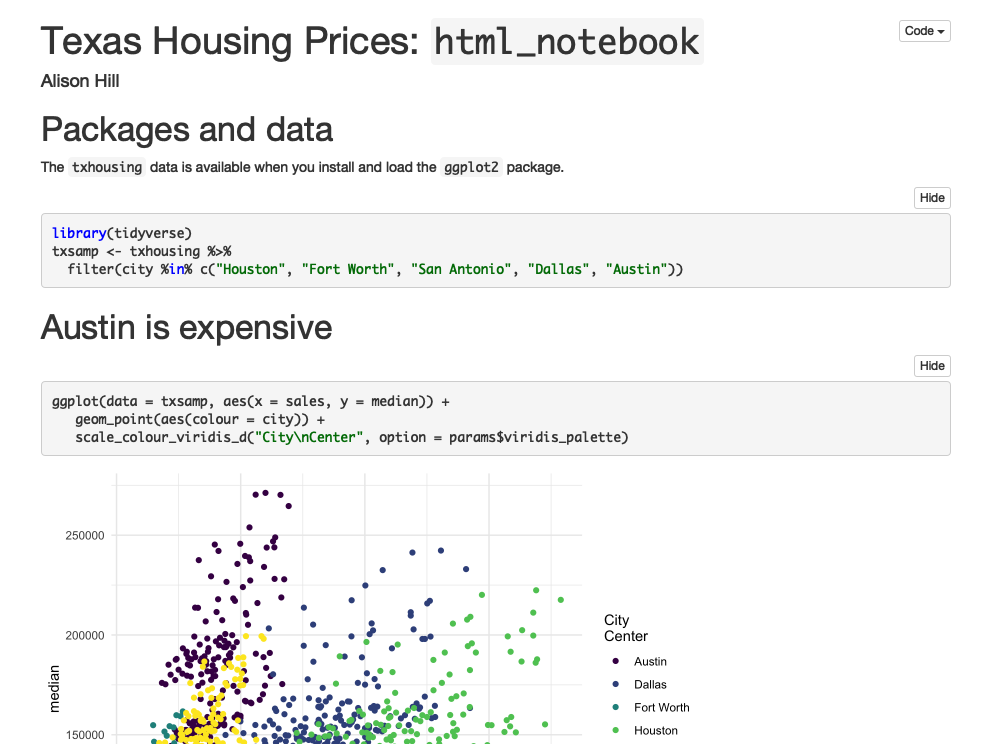 Texas Housing Prices: html_notebook
Code
Alison Hill
Packages and data
The txhousing data is available when you install and load the ggplot2 package.
Hide
library(tidyverse)
txsamp <- txhousing %>%
  filter(city %in% c("Houston", "Fort Worth", "San Antonio", "Dallas", "Austin"))
Austin is expensive
Hide
ggplot(data = txsamp, aes(x = sales, y = median)) +
   geom_point(aes(colour = city)) +
   scale_colour_viridis_d("City\nCenter", option = params$viridis_palette)
250000
200000
150000
median
City
Center
Austin
Dallas
Fort Worth
Houston